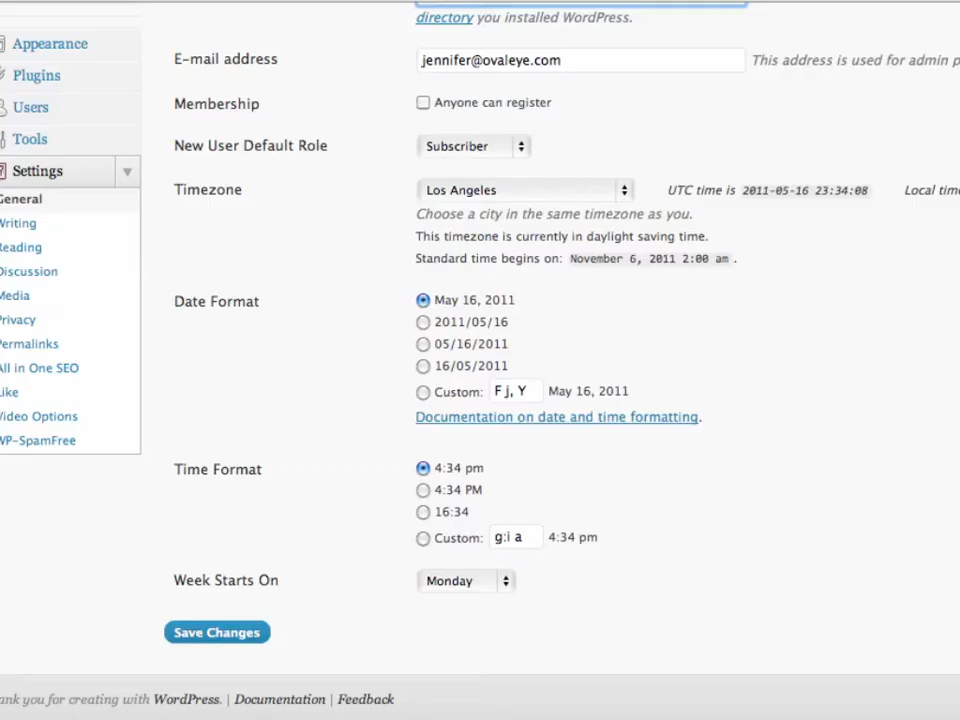 directory you installed WordPress.
Appearance
Plugins
Users
Tools
Settings
General
Writing
Reading
Discussion
Media
Privacy
Permalinks
All in One SEO
Like
Video Options
WP-SpamFree
E-mail address jennifer@ovaleye.com This address is used for admin p
Membership Anyone can register
New User Default Role Subscriber
Timezone Los Angeles UTC time is 2011-05-16 23:34:08 Local time
Choose a city in the same timezone as you.
This timezone is currently in daylight saving time.
Standard time begins on: November 6, 2011 2:00 am .
Date Format May 16, 2011
2011/05/16
05/16/2011
16/05/2011
Custom: F j, Y May 16, 2011
Documentation on date and time formatting.
Time Format 4:34 pm
4:34 PM
16:34
Custom: g:i a 4:34 pm
Week Starts On Monday
Save Changes
ank you for creating with WordPress. | Documentation | Feedback